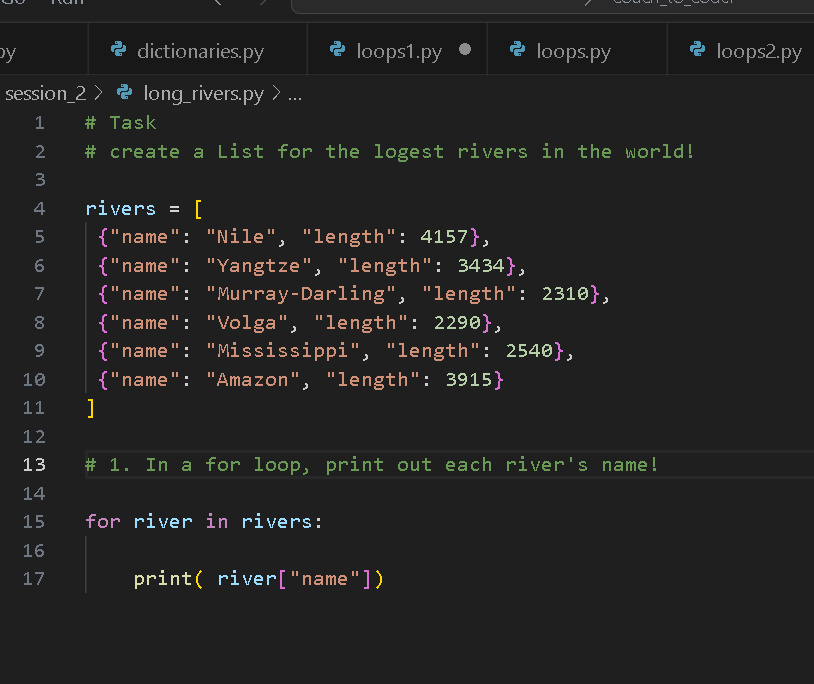 Run
py
dictionaries.py
loops1.py
loops.py
loops2.py
session_2 > long_rivers.py > ...
1 # Task
2 # create a List for the logest rivers in the world!
3
4 rivers = [
5 {"name": "Nile", "length": 4157},
6 {"name": "Yangtze", "length": 3434},
7 {"name": "Murray-Darling", "length": 2310},
8 {"name": "Volga", "length": 2290},
9 {"name": "Mississippi", "length": 2540},
10 {"name": "Amazon", "length": 3915}
11 ]
12
13 # 1. In a for loop, print out each river's name!
14
15 for river in rivers:
16
17 print( river["name"])